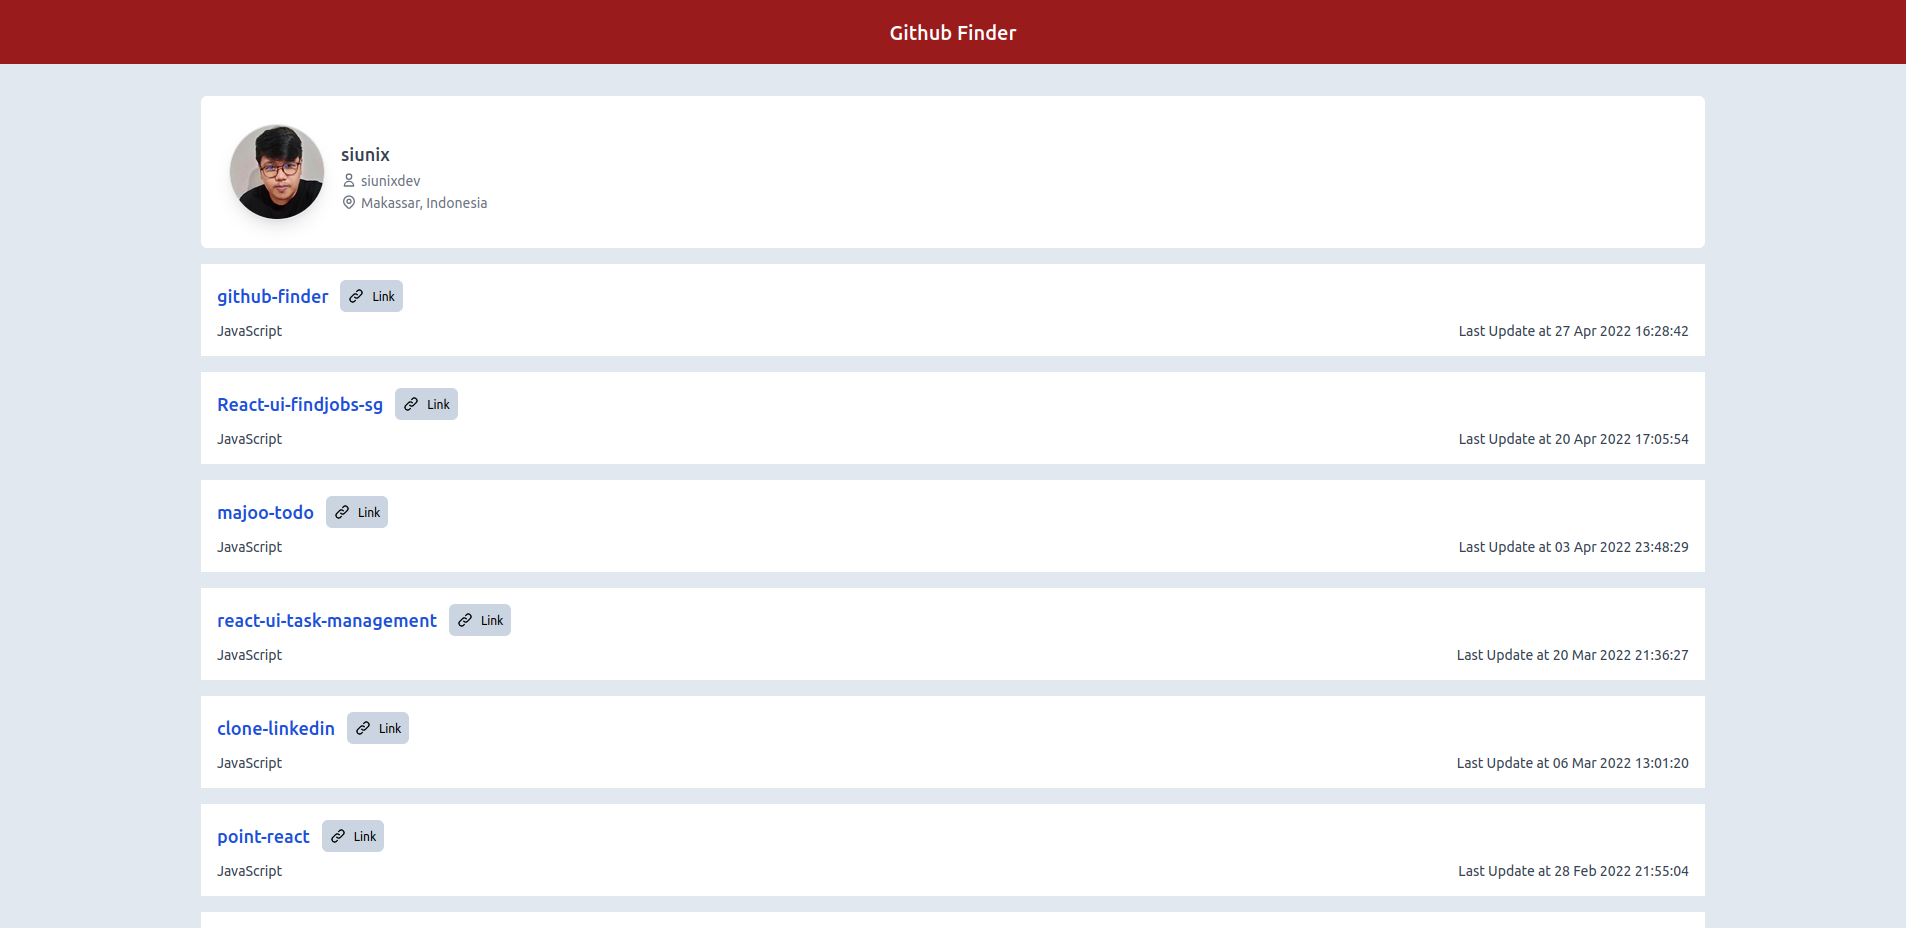 Github Finder
siunix
siunixdev
Makassar, Indonesia
github-finder Link
JavaScript Last Update at 27 Apr 2022 16:28:42
React-ui-findjobs-sg Link
JavaScript Last Update at 20 Apr 2022 17:05:54
majoo-todo Link
JavaScript Last Update at 03 Apr 2022 23:48:29
react-ui-task-management Link
JavaScript Last Update at 20 Mar 2022 21:36:27
clone-linkedin Link
JavaScript Last Update at 06 Mar 2022 13:01:20
point-react Link
JavaScript Last Update at 28 Feb 2022 21:55:04